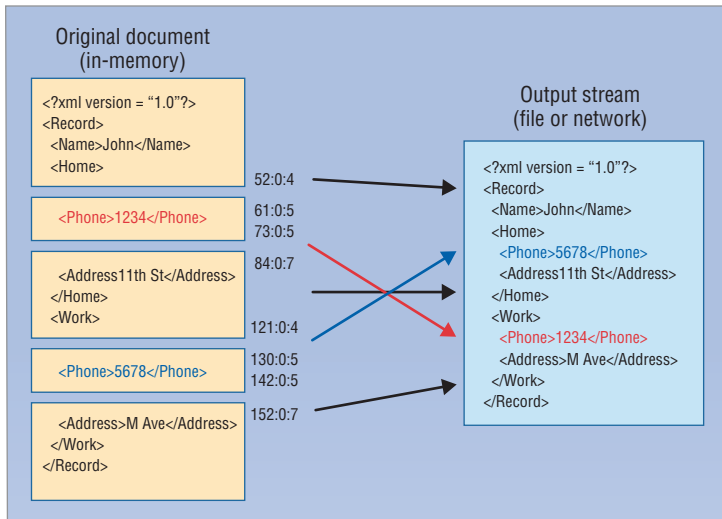 Original document
(in-memory)
<?xml version = “1.0”?>
<Record>
<Name>John</Name>
<Home>
52:0:4
<Phone>1234</Phone>
61:0:5
73:0:5
<Address11th St</Address>
</Home>
<Work>
84:0:7
121:0:4
<Phone>5678</Phone>
130:0:5
142:0:5
<Address>M Ave</Address>
</Work>
</Record>
152:0:7
Output stream
(file or network)
<?xml version = “1.0”?>
<Record>
<Name>John</Name>
<Home>
<Phone>5678</Phone>
<Address11th St</Address>
</Home>
<Work>
<Phone>1234</Phone>
<Address>M Ave</Address>
</Work>
</Record>